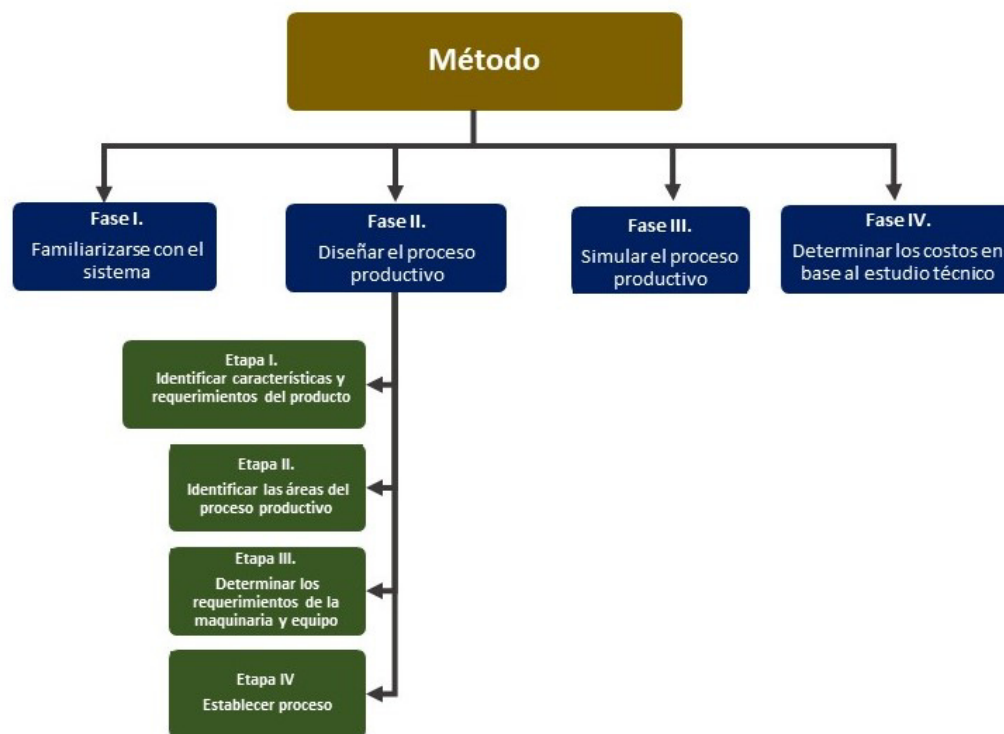 Método
Fase I.
Familiarizarse con el
sistema
Fase II.
Diseñar el proceso
productivo
Fase III.
Simular el proceso
productivo
Fase IV.
Determinar los costos en
base al estudio técnico
Etapa I.
Identificar características y
requerimientos del producto
Etapa II.
Identificar las áreas del
proceso productivo
Etapa III.
Determinar los
requerimientos de la
maquinaria y equipo
Etapa IV
Establecer proceso